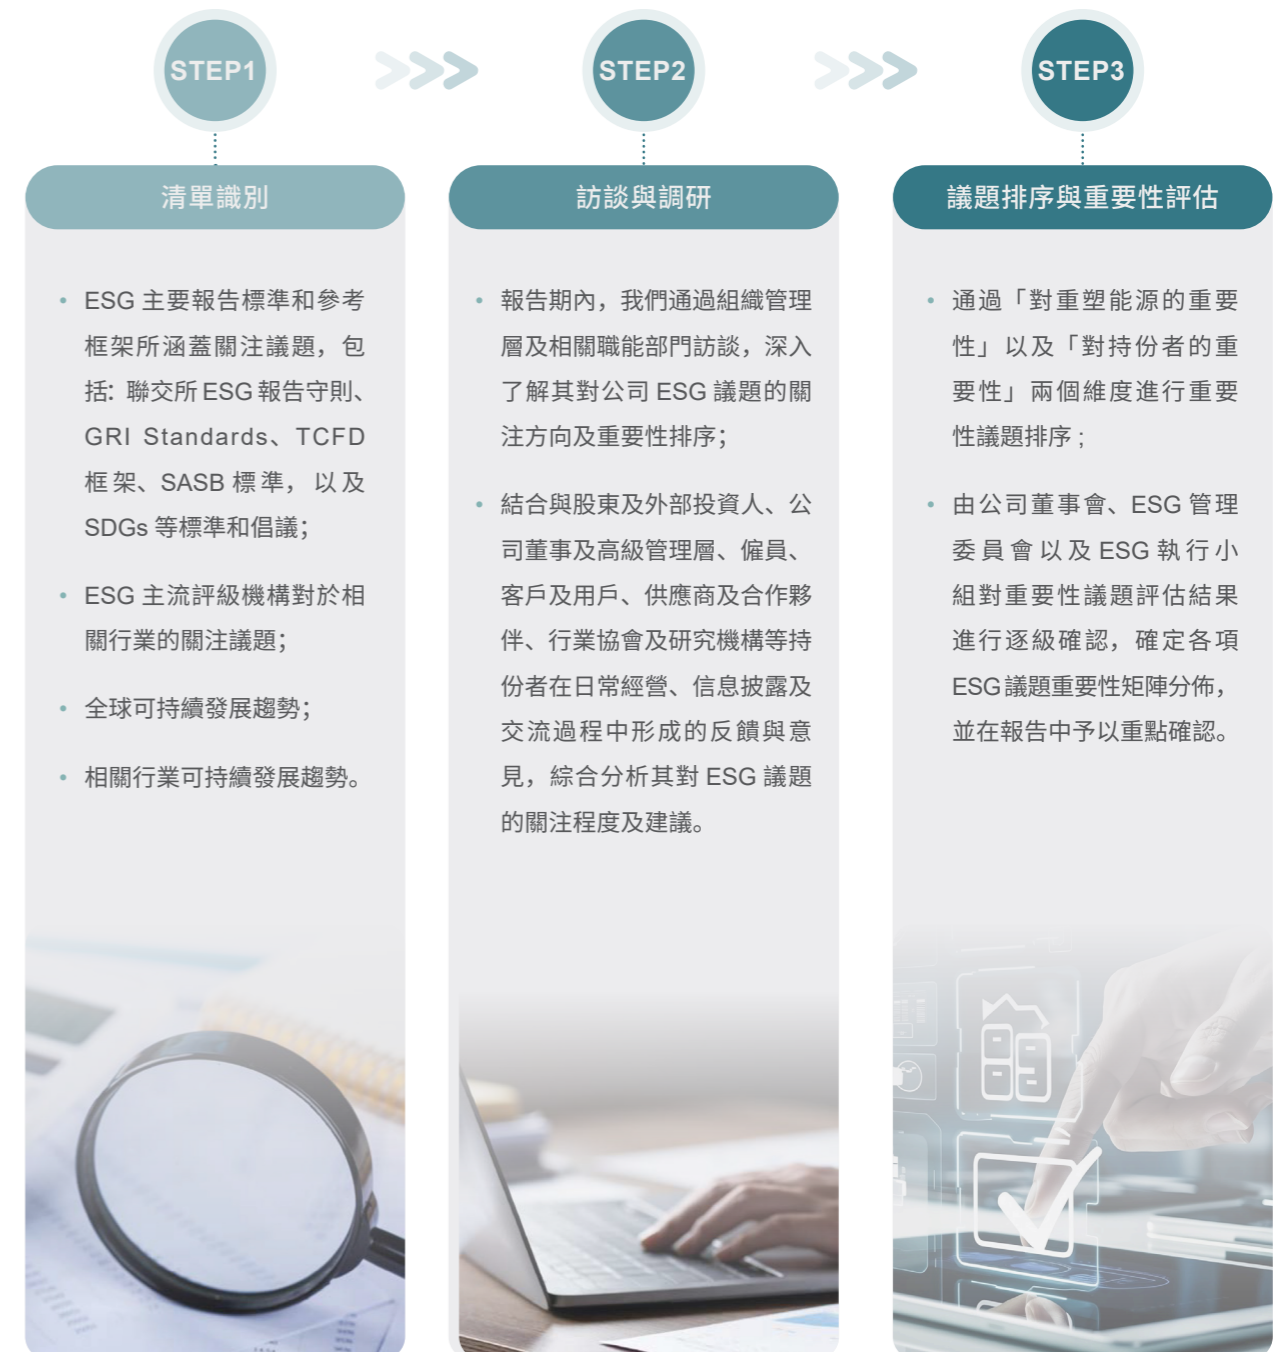 STEP1
STEP2
STEP3
清單識別
• ESG 主要報告標準和參考
框架所涵蓋關注議題，包
括：聯交所 ESG 報告守則、
GRI Standards、TCFD
框架、SASB 標準，以及
SDGs 等標準和倡議；
• ESG 主流評級機構對於相
關行業的關注議題；
• 全球可持續發展趨勢；
• 相關行業可持續發展趨勢。
訪談與調研
• 報告期內，我們通過組織管理
層及相關職能部門訪談，深入
了解其對公司 ESG 議題的關
注方向及重要性排序；
• 結合與股東及外部投資人、公
司董事及高級管理層、僱員、
客戶及用戶、供應商及合作夥
伴、行業協會及研究機構等持
份者在日常經營、信息披露及
交流過程中形成的反饋與意
見，綜合分析其對 ESG 議題
的關注程度及建議。
議題排序與重要性評估
• 通過「對重塑能源的重要
性」以及「對持份者的重
要性」兩個維度進行重要
性議題排序 ;
• 由公司董事會、ESG 管理
委員會以及 ESG 執行小
組對重要性議題評估結果
進行逐級確認，確定各項
ESG 議題重要性矩陣分佈，
並在報告中予以重點確認。